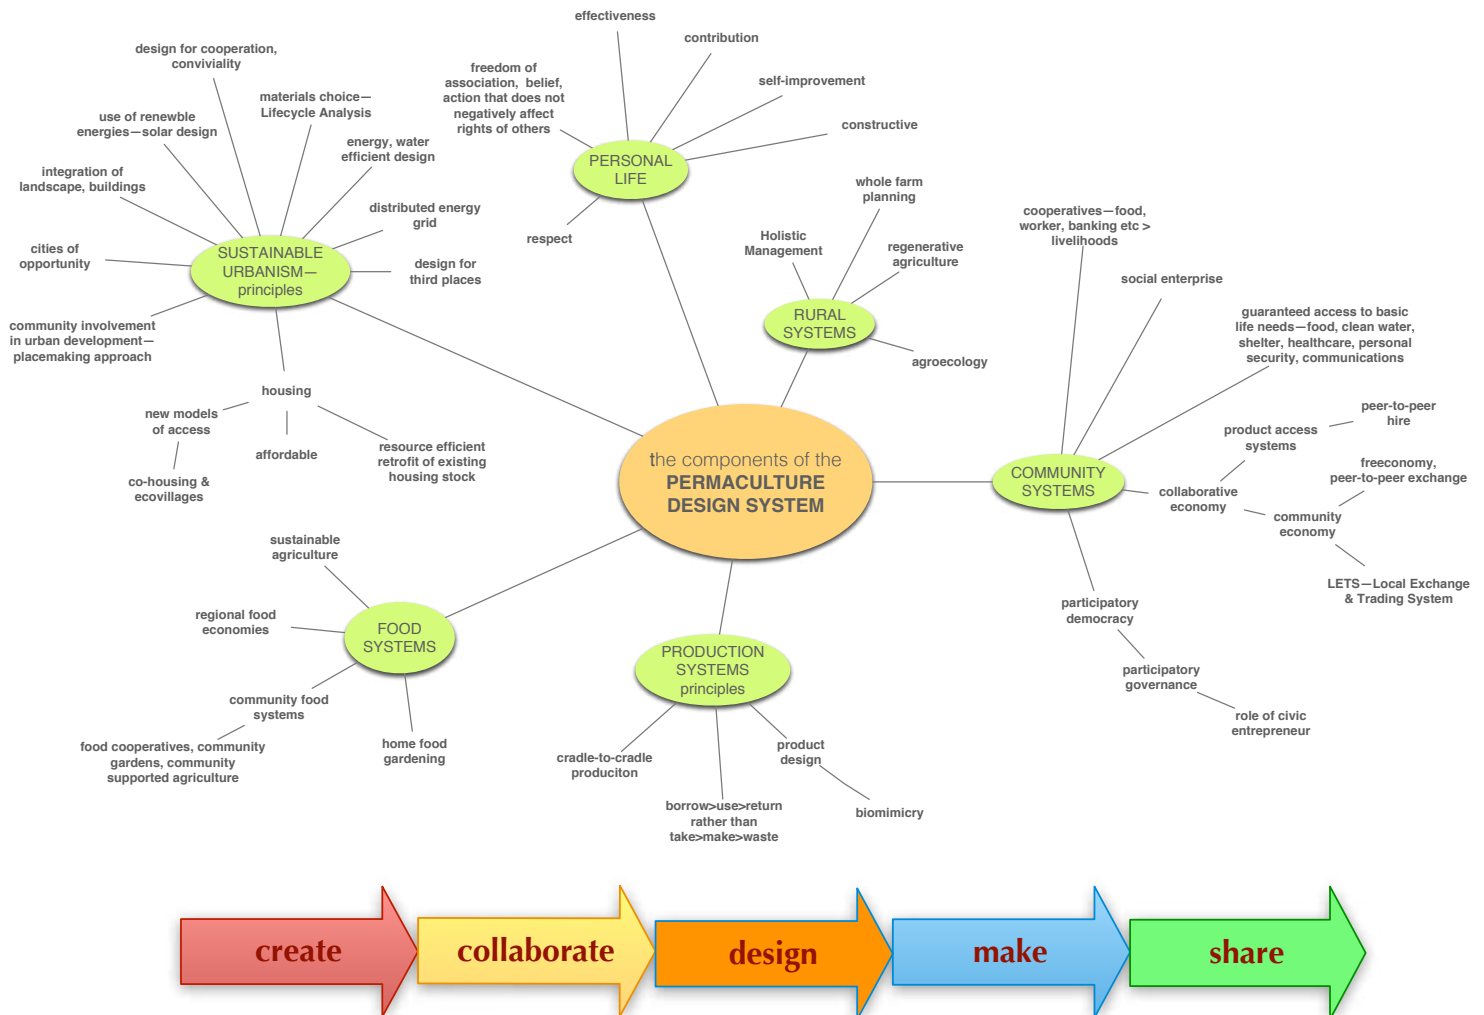 effectiveness
contribution
self-improvement
constructive
freedom of
association, belief,
action that does not
negatively affect
rights of others
respect
PERSONAL
LIFE
design for cooperation,
conviviality
materials choice—
Lifecycle Analysis
use of renewble
energies—solar design
energy, water
efficient design
integration of
landscape, buildings
distributed energy
grid
cities of
opportunity
design for
third places
SUSTAINABLE
URBANISM—
principles
community involvement
in urban development—
placemaking approach
housing
new models
of access
affordable
resource efficient
retrofit of existing
housing stock
co-housing &
ecovillages
whole farm
planning
Holistic
Management
regenerative
agriculture
agroecology
RURAL
SYSTEMS
cooperatives—food,
worker, banking etc >
livelihoods
social enterprise
guaranteed access to basic
life needs—food, clean water,
shelter, healthcare, personal
security, communications
peer-to-peer
hire
product access
systems
freeconomy,
peer-to-peer exchange
COMMUNITY
SYSTEMS
collaborative
economy
community
economy
LETS—Local Exchange
& Trading System
participatory
democracy
participatory
governance
role of civic
entrepreneur
the components of the
PERMACULTURE
DESIGN SYSTEM
sustainable
agriculture
regional food
economies
FOOD
SYSTEMS
community food
systems
food cooperatives, community
gardens, community
supported agriculture
home food
gardening
PRODUCTION
SYSTEMS
principles
cradle-to-cradle
produciton
product
design
borrow>use>return
rather than
take>make>waste
biomimicry
create
collaborate
design
make
share